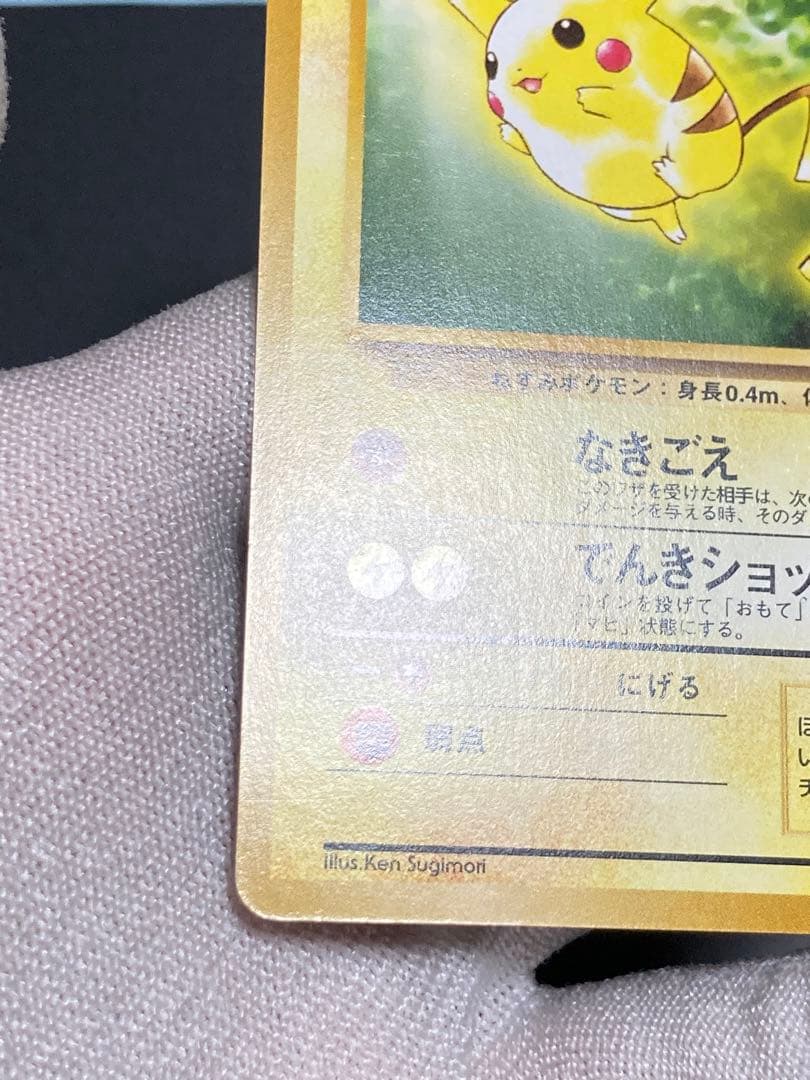 ねずみポケモン：身長0.4m、
なきごえ
このワザを受けた相手は、次の
ダメージを与える時、そのダ
でんきショッ
コインを投げて「おもて」
「マヒ」状態にする。
にげる
弱点
ほ
い
チ
Illus.Ken Sugimori